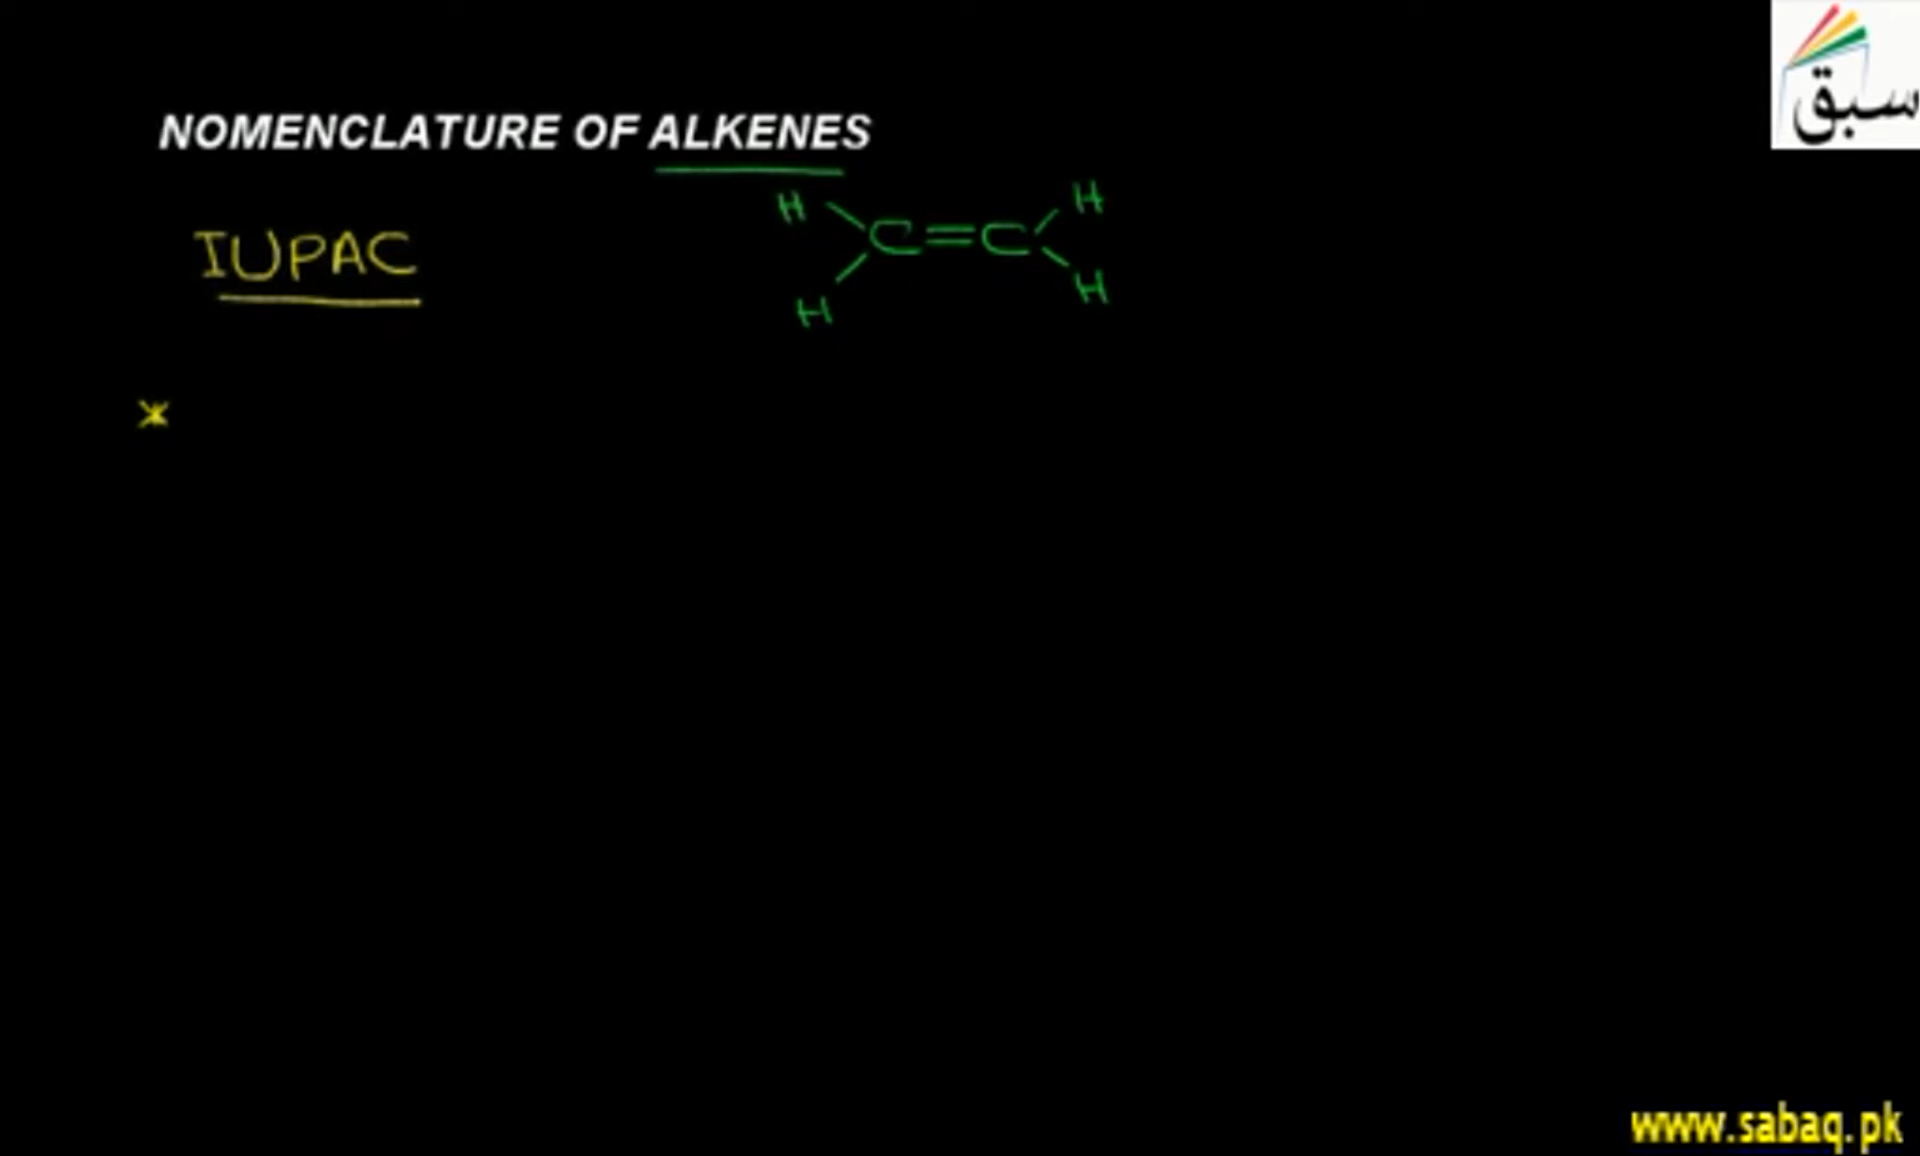 NOMENCLATURE OF ALKENES
سبق
IUPAC
H H
C=C
H H
*
www.sabaq.pk